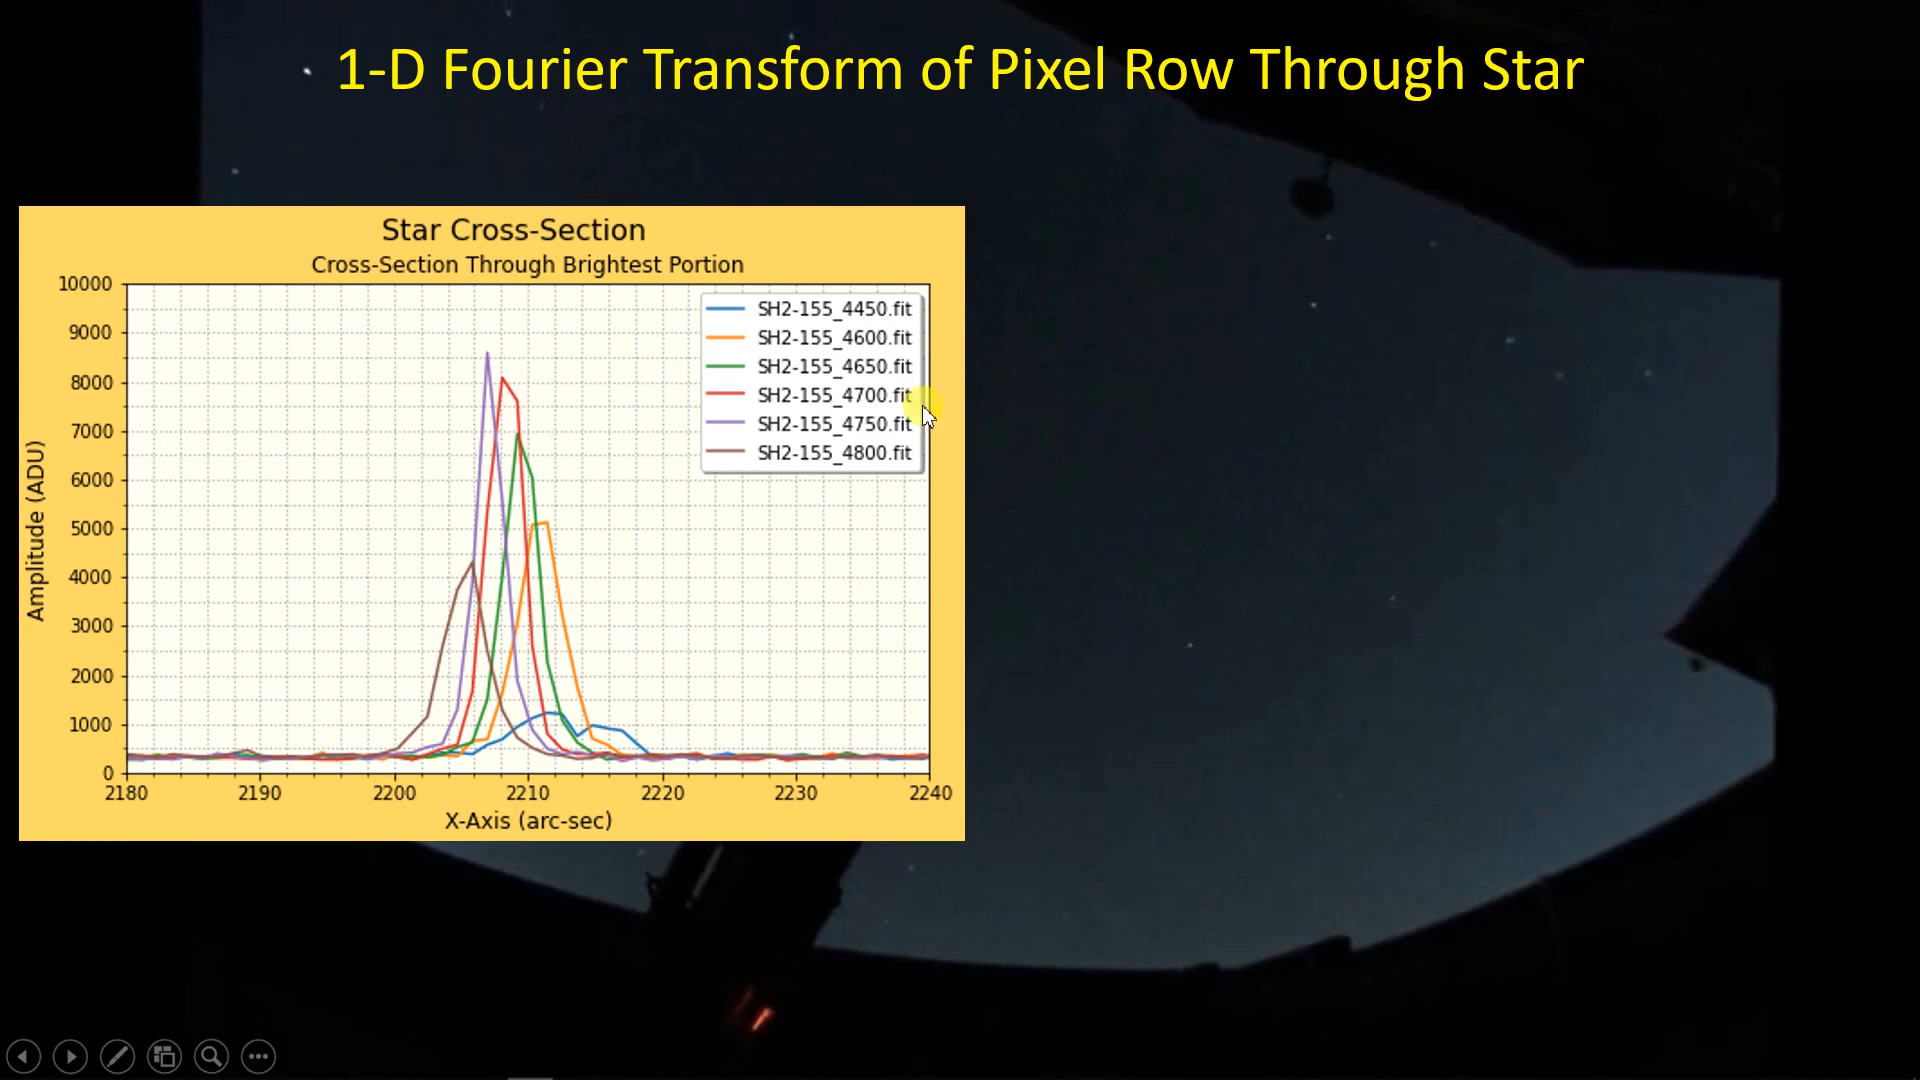 1-D Fourier Transform of Pixel Row Through Star
Star Cross-Section
Cross-Section Through Brightest Portion
10000
9000
8000
7000
6000
5000
4000
3000
2000
1000
0
Amplitude (ADU)
SH2-155_4450.fit
SH2-155_4600.fit
SH2-155_4650.fit
SH2-155_4700.fit
SH2-155_4750.fit
SH2-155_4800.fit
2180 2190 2200 2210 2220 2230 2240
X-Axis (arc-sec)